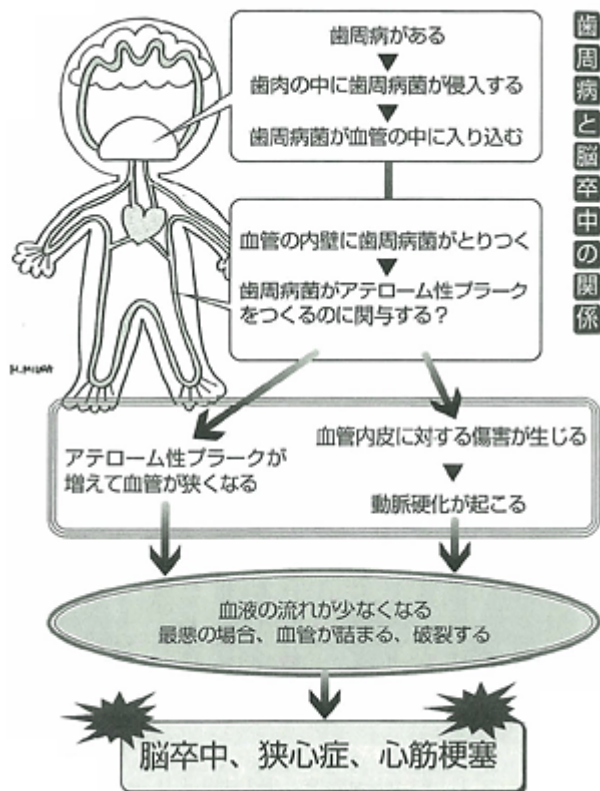 歯周病と脳卒中の関係
歯周病がある
歯肉の中に歯周病菌が侵入する
歯周病菌が血管の中に入り込む
血管の内壁に歯周病菌がとりつく
歯周病菌がアテローム性プラーク
をつくるのに関与する？
アテローム性プラークが
増えて血管が狭くなる
血管内皮に対する傷害が生じる
動脈硬化が起こる
血液の流れが少なくなる
最悪の場合、血管が詰まる、破裂する
脳卒中、狭心症、心筋梗塞